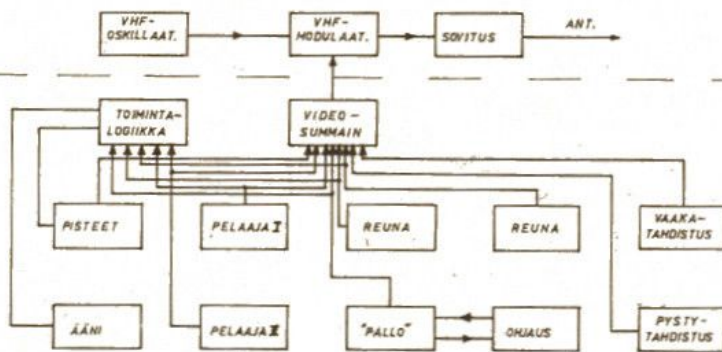 VHF-
OSKILLAAT.
VHF-
MODULAAT.
SOVITUS
ANT.
TOIMINTA-
LOGIIKKA
VIDEO-
SUMMAIN
PISTEET
PELAAJA I
REUNA
REUNA
VAAKA-
TAHDISTUS
ÄÄNI
PELAAJA II
"PALLO"
OHJAUS
PYSTY-
TAHDISTUS